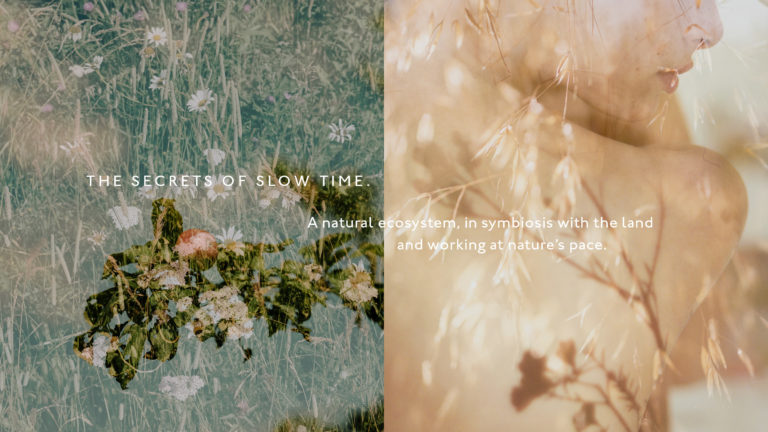 THE SECRETS OF SLOW TIME.
A natural ecosystem, in symbiosis with the land
and working at nature's pace.